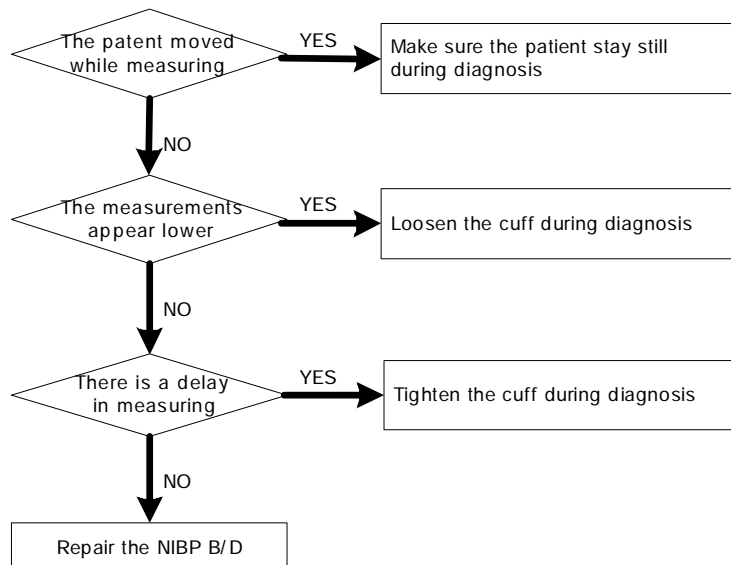 The patent moved
while measuring
YES
Make sure the patient stay still
during diagnosis
NO
The measurements
appear lower
YES
Loosen the cuff during diagnosis
NO
There is a delay
in measuring
YES
Tighten the cuff during diagnosis
NO
Repair the NIBP B/D